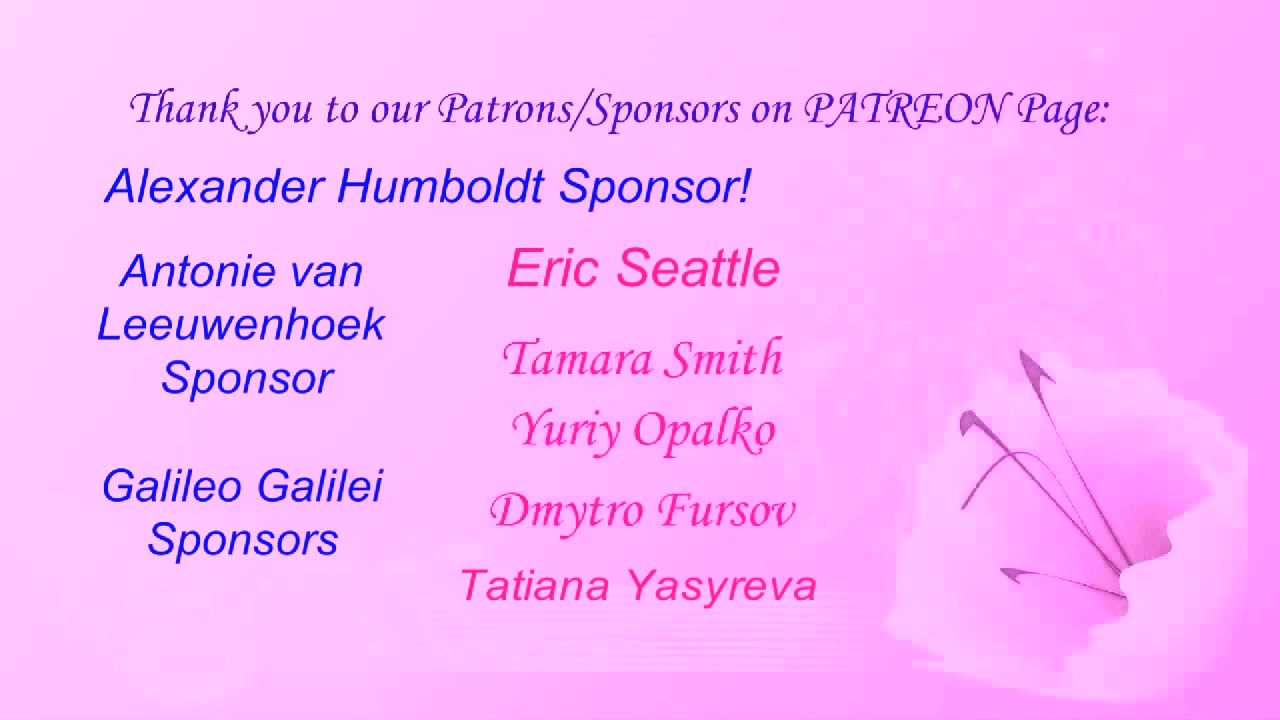 Thank you to our Patrons/Sponsors on PATREON Page:
Alexander Humboldt Sponsor!
Antonie van
Leeuwenhoek
Sponsor
Eric Seattle
Tamara Smith
Yuriy Opalko
Galileo Galilei
Sponsors
Dmytro Fursov
Tatiana Yasyreva